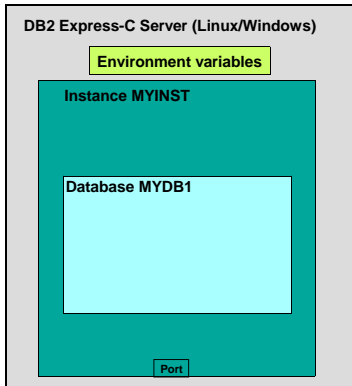 DB2 Express-C Server (Linux/Windows)
Environment variables
Instance MYINST
Database MYDB1
Port